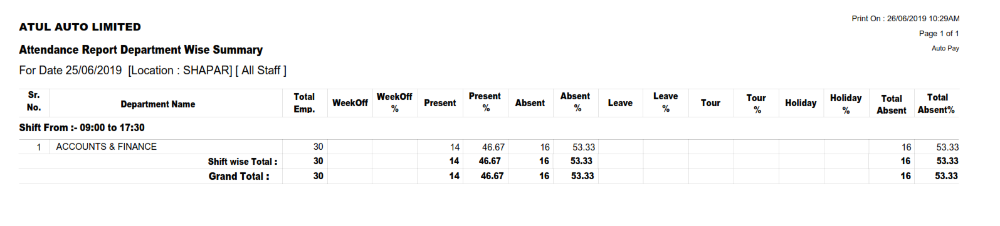 Print On : 26/06/2019 10:29AM
ATUL AUTO LIMITED
Page 1 of 1
Attendance Report Department Wise Summary
Auto Pay
For Date 25/06/2019 [Location : SHAPAR] [ All Staff ]
Sr. No. Department Name Total Emp. WeekOff WeekOff % Present Present % Absent Absent % Leave Leave % Tour Tour % Holiday Holiday % Total Absent Total Absent%
Shift From :- 09:00 to 17:30
1 ACCOUNTS & FINANCE 30 14 46.67 16 53.33 16 53.33
Shift wise Total : 30 14 46.67 16 53.33 16 53.33
Grand Total : 30 14 46.67 16 53.33 16 53.33